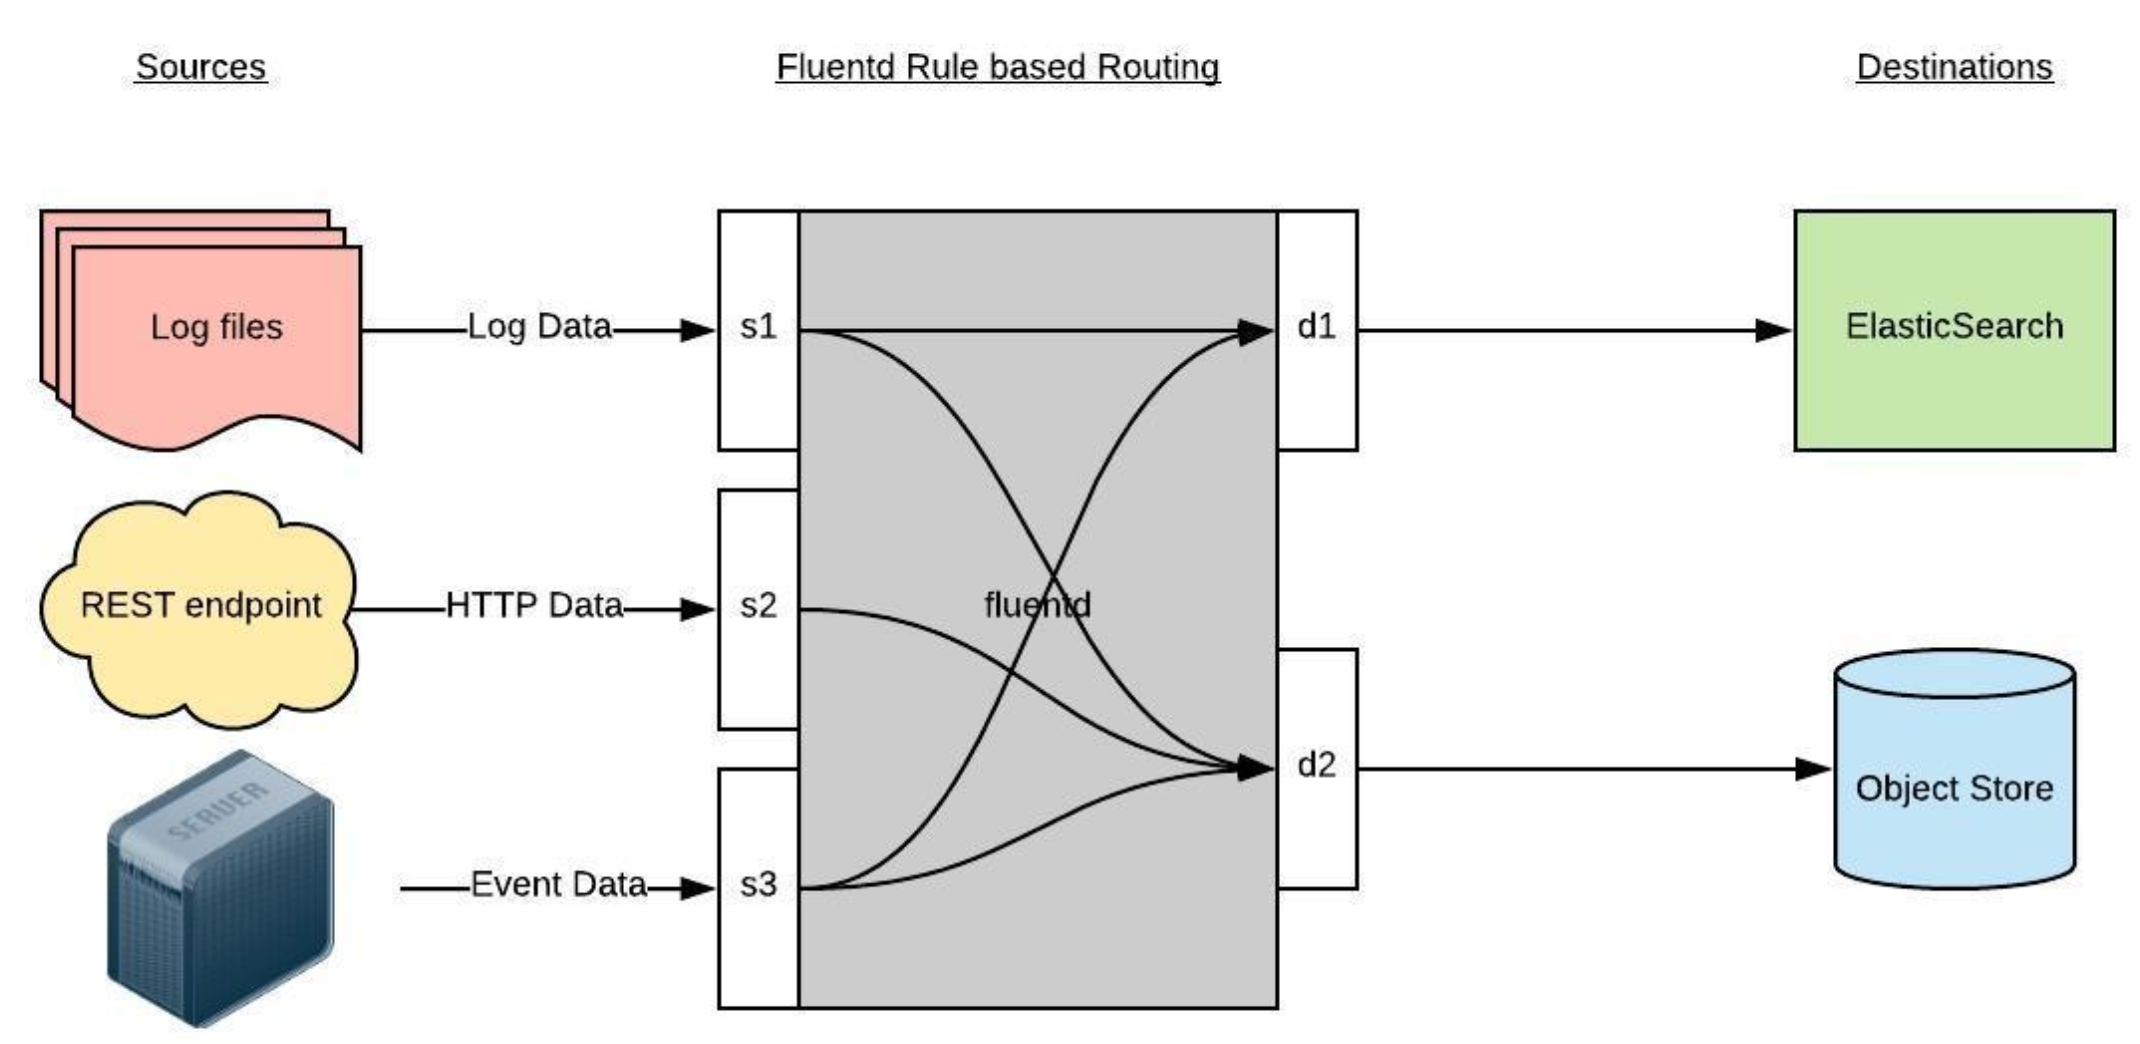 Sources
Fluentd Rule based Routing
Destinations
Log files
Log Data
s1
d1
ElasticSearch
REST endpoint
HTTP Data
s2
fluentd
SERVER
Event Data
s3
d2
Object Store